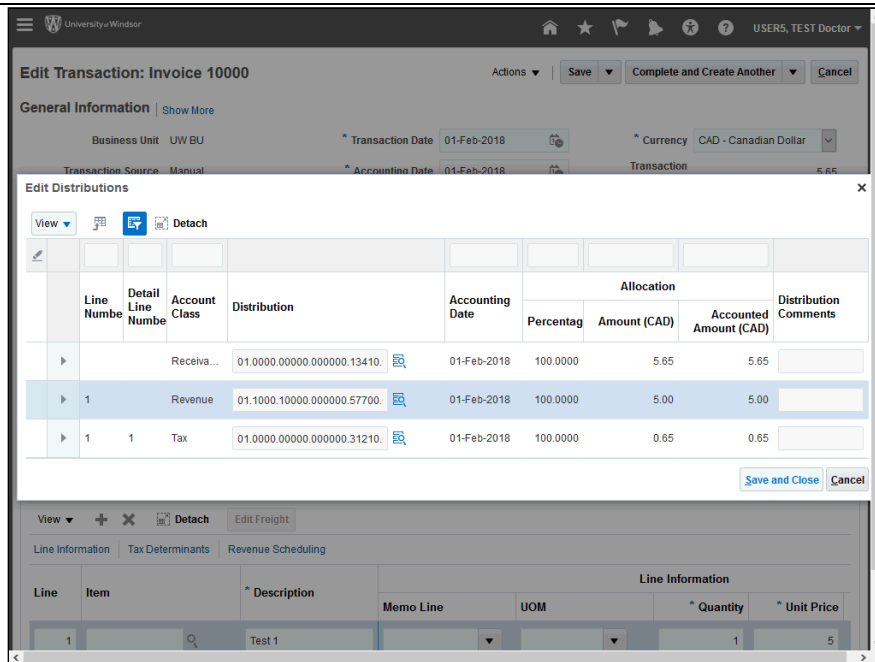 University of Windsor
USER5, TEST Doctor
Edit Transaction: Invoice 10000
Actions
Save
Complete and Create Another
Cancel
General Information | Show More
Business Unit UW BU
* Transaction Date 01-Feb-2018
* Currency CAD - Canadian Dollar
Transaction Source Manual
* Accounting Date 01-Feb-2018
Transaction
5.65
Edit Distributions
View
Detach
Line Numbe
Detail Line Numbe
Account Class
Distribution
Accounting Date
Allocation
Percentag
Amount (CAD)
Accounted Amount (CAD)
Distribution Comments
Receiva... 01.0000.00000.000000.13410. 01-Feb-2018 100.0000 5.65 5.65
1 Revenue 01.1000.10000.000000.57700. 01-Feb-2018 100.0000 5.00 5.00
1 1 Tax 01.0000.00000.000000.31210. 01-Feb-2018 100.0000 0.65 0.65
Save and Close
Cancel
View
Detach
Edit Freight
Line Information | Tax Determinants | Revenue Scheduling
Line
Item
* Description
Line Information
Memo Line
UOM
* Quantity
* Unit Price
1 Test 1 1 5